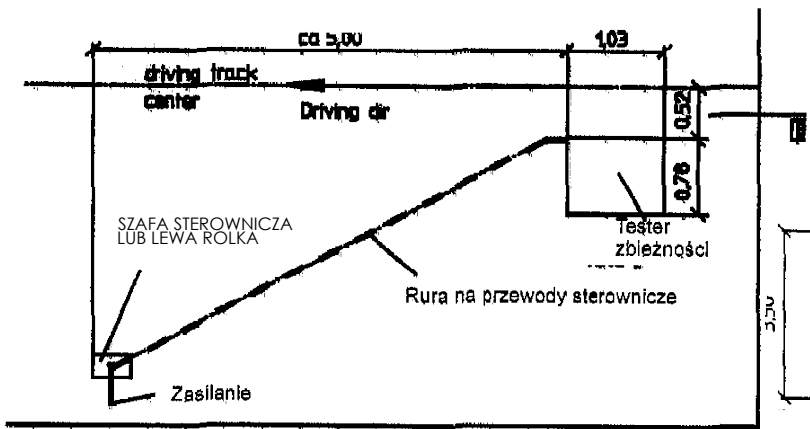 ca 5,00
1,03
driving track
center
Driving dir
0,52
0,76
SZAFA STEROWNICZA
LUB LEWA ROLKA
Tester
zbieżności
Rura na przewody sterownicze
Zasilanie